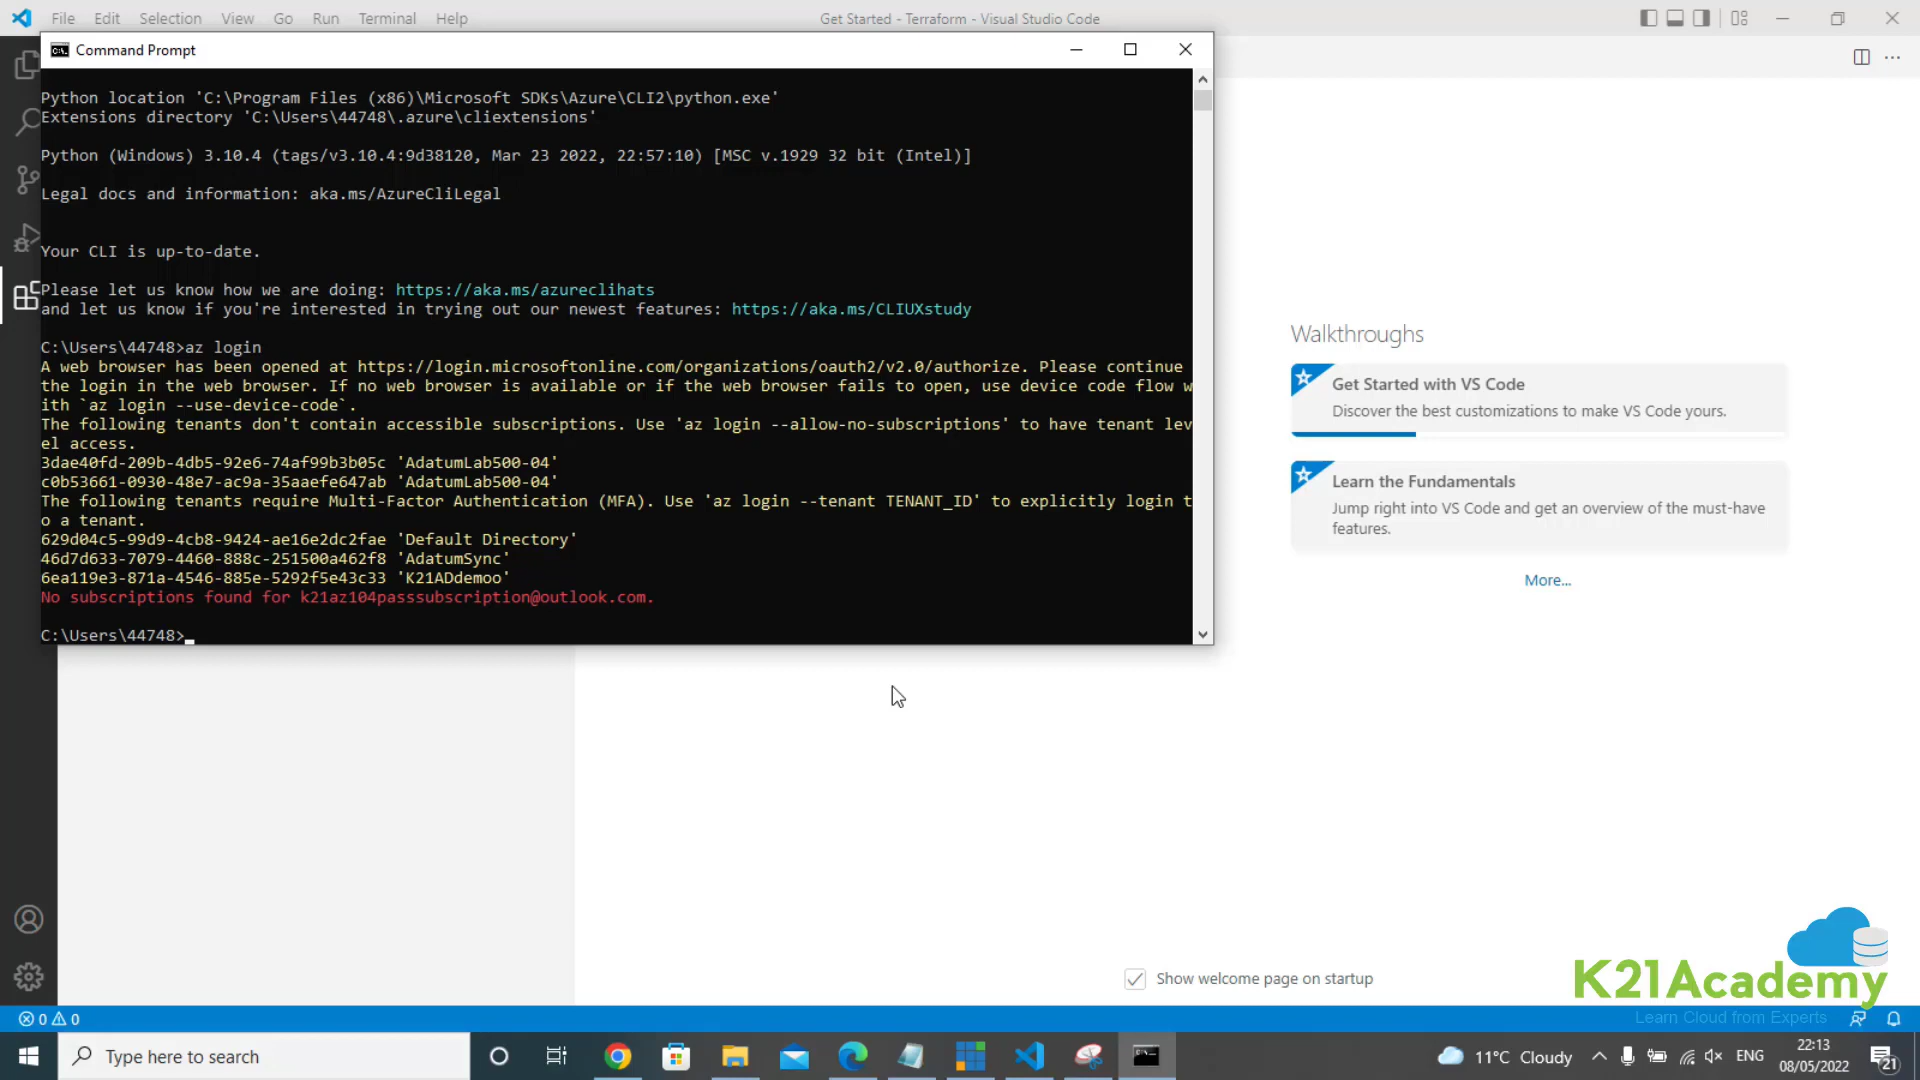 File Edit Selection View Go Run Terminal Help
Get Started - Terraform - Visual Studio Code
Command Prompt
Python location 'C:\Program Files (x86)\Microsoft SDKs\Azure\CLI2\python.exe'
Extensions directory 'C:\Users\44748\.azure\cliextensions'
Python (Windows) 3.10.4 (tags/v3.10.4:9d38120, Mar 23 2022, 22:57:10) [MSC v.1929 32 bit (Intel)]
Legal docs and information: aka.ms/AzureCliLegal
Your CLI is up-to-date.
Please let us know how we are doing: https://aka.ms/azureclihats
and let us know if you're interested in trying out our newest features: https://aka.ms/CLIUXstudy
C:\Users\44748>az login
A web browser has been opened at https://login.microsoftonline.com/organizations/oauth2/v2.0/authorize. Please continue
the login in the web browser. If no web browser is available or if the web browser fails to open, use device code flow w
ith `az login --use-device-code`.
The following tenants don't contain accessible subscriptions. Use 'az login --allow-no-subscriptions' to have tenant lev
el access.
3dae40fd-209b-4db5-92e6-74af99b3b05c 'AdatumLab500-04'
c0b53661-0930-48e7-ac9a-35aaefe647ab 'AdatumLab500-04'
The following tenants require Multi-Factor Authentication (MFA). Use 'az login --tenant TENANT_ID' to explicitly login t
o a tenant.
629d04c5-99d9-4cb8-9424-ae16e2dc2fae 'Default Directory'
46d7d633-7079-4460-888c-251500a462f8 'AdatumSync'
6ea119e3-871a-4546-885e-5292f5e43c33 'K21ADdemoo'
No subscriptions found for k21az104passsubscription@outlook.com.
C:\Users\44748>
Walkthroughs
Get Started with VS Code
Discover the best customizations to make VS Code yours.
Learn the Fundamentals
Jump right into VS Code and get an overview of the must-have
features.
More...
Show welcome page on startup
K21Academy
Learn Cloud from Experts
0 0
Type here to search
11°C Cloudy
ENG
22:13
08/05/2022
21